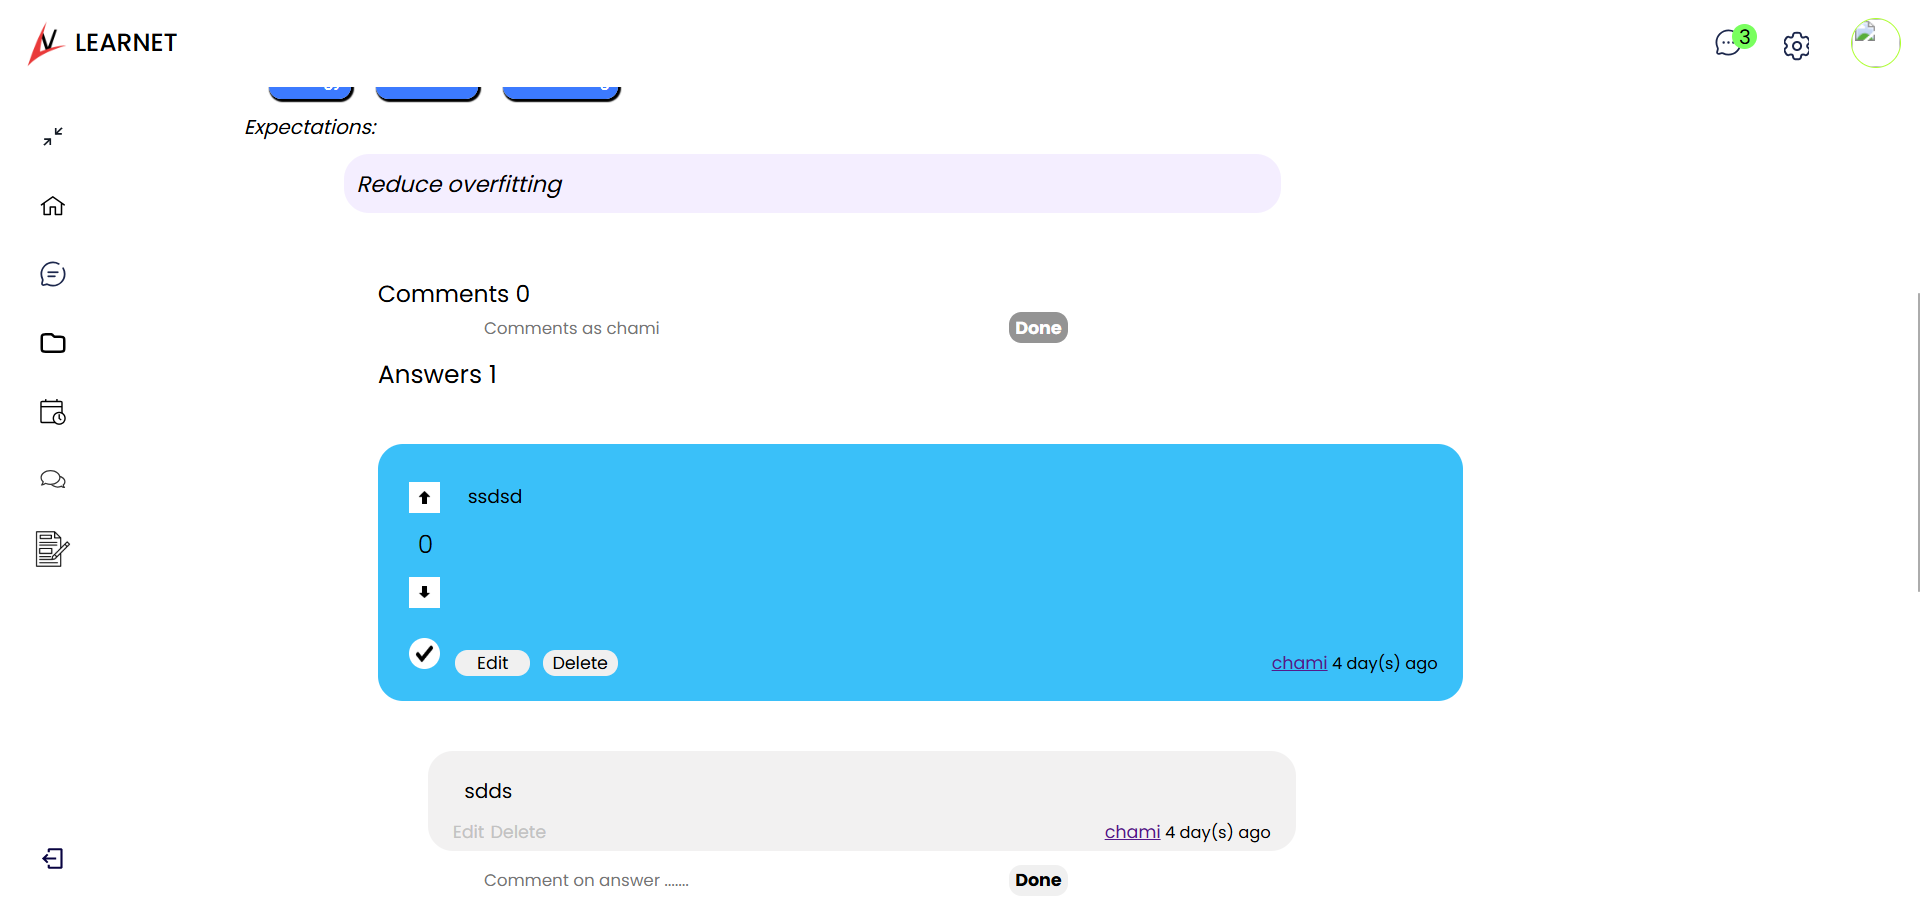 LEARNET
3
Expectations:
Reduce overfitting
Comments 0
Comments as chami
Done
Answers 1
ssdsd
0
Edit
Delete
chami 4 day(s) ago
sdds
Edit Delete
chami 4 day(s) ago
Comment on answer .......
Done